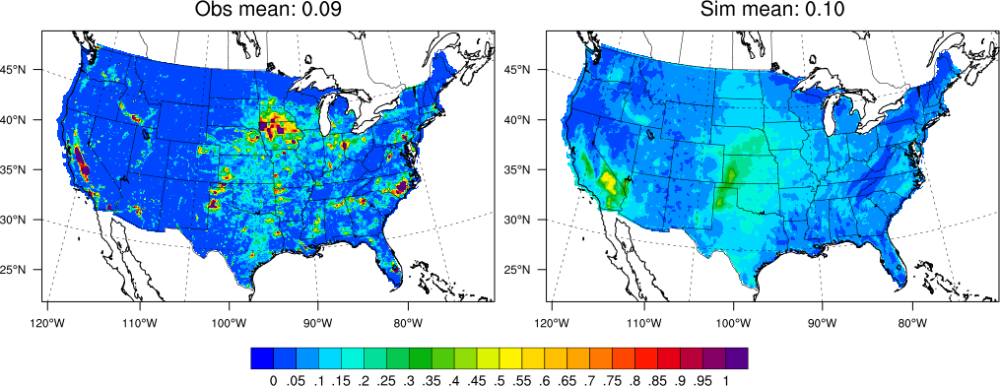 Obs mean: 0.09
Sim mean: 0.10
45°N
40°N
35°N
30°N
25°N
120°W 110°W 100°W 90°W 80°W
45°N
40°N
35°N
30°N
25°N
120°W 110°W 100°W 90°W 80°W
0 .05 .1 .15 .2 .25 .3 .35 .4 .45 .5 .55 .6 .65 .7 .75 .8 .85 .9 .95 1